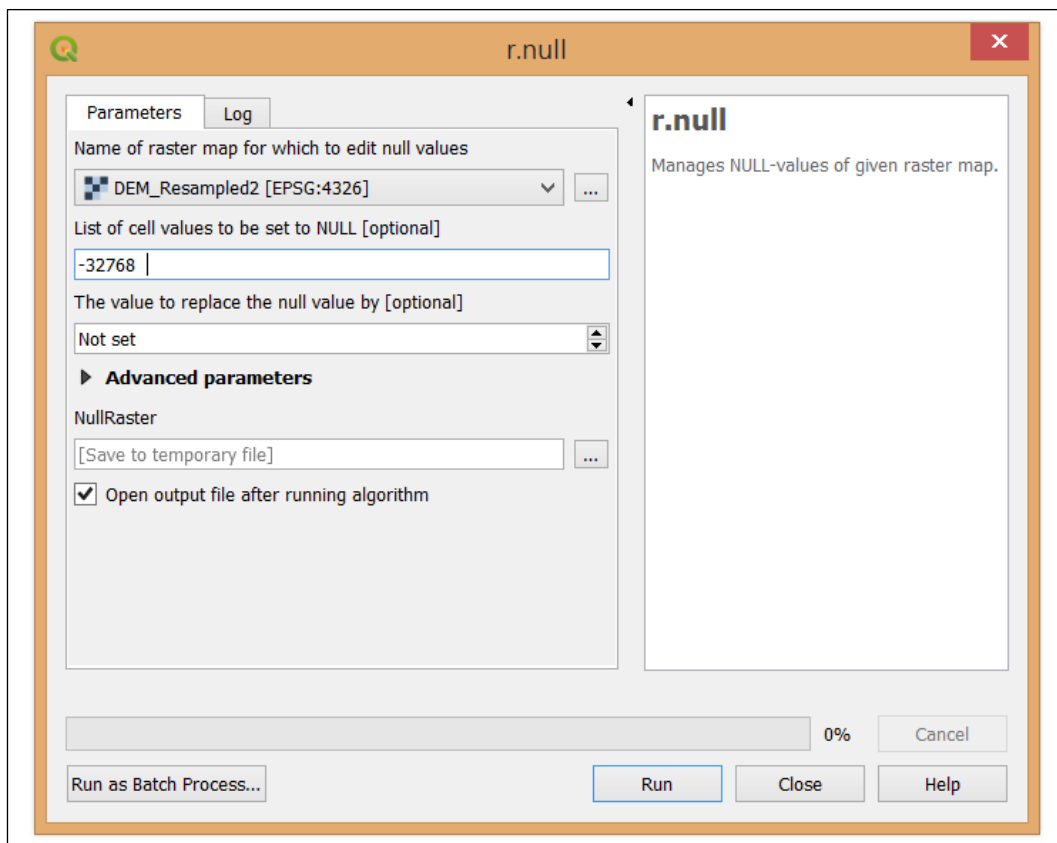 r.null
Parameters
Log
Name of raster map for which to edit null values
DEM_Resampled2 [EPSG:4326]
...
List of cell values to be set to NULL [optional]
-32768
The value to replace the null value by [optional]
Not set
Advanced parameters
NullRaster
[Save to temporary file]
...
Open output file after running algorithm
r.null
Manages NULL-values of given raster map.
0%
Cancel
Run as Batch Process...
Run
Close
Help